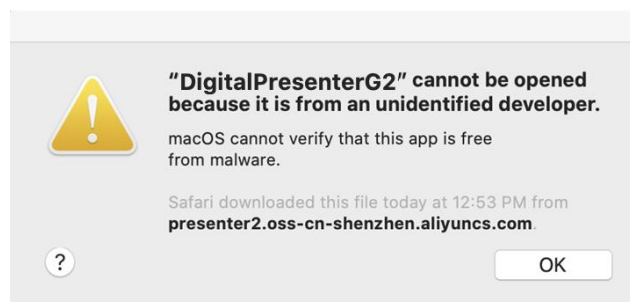 “DigitalPresenterG2” cannot be opened
because it is from an unidentified developer.
macOS cannot verify that this app is free
from malware.
Safari downloaded this file today at 12:53 PM from
presenter2.oss-cn-shenzhen.aliyuncs.com.
?
OK